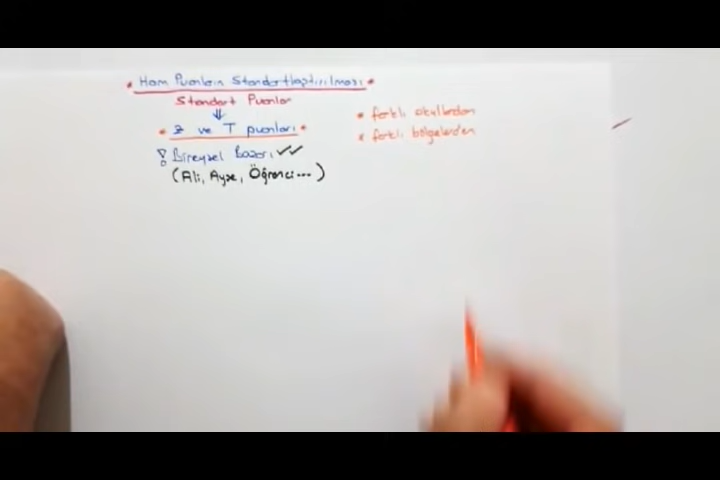 * Ham Puanların Standartlaştırılması *
Standart Puanlar
⇓
* Z ve T puanları *
! Bireysel Başarı ✓✓
(Ali, Ayşe, Öğrenci...)
* farklı okullardan
* farklı bölgelerden